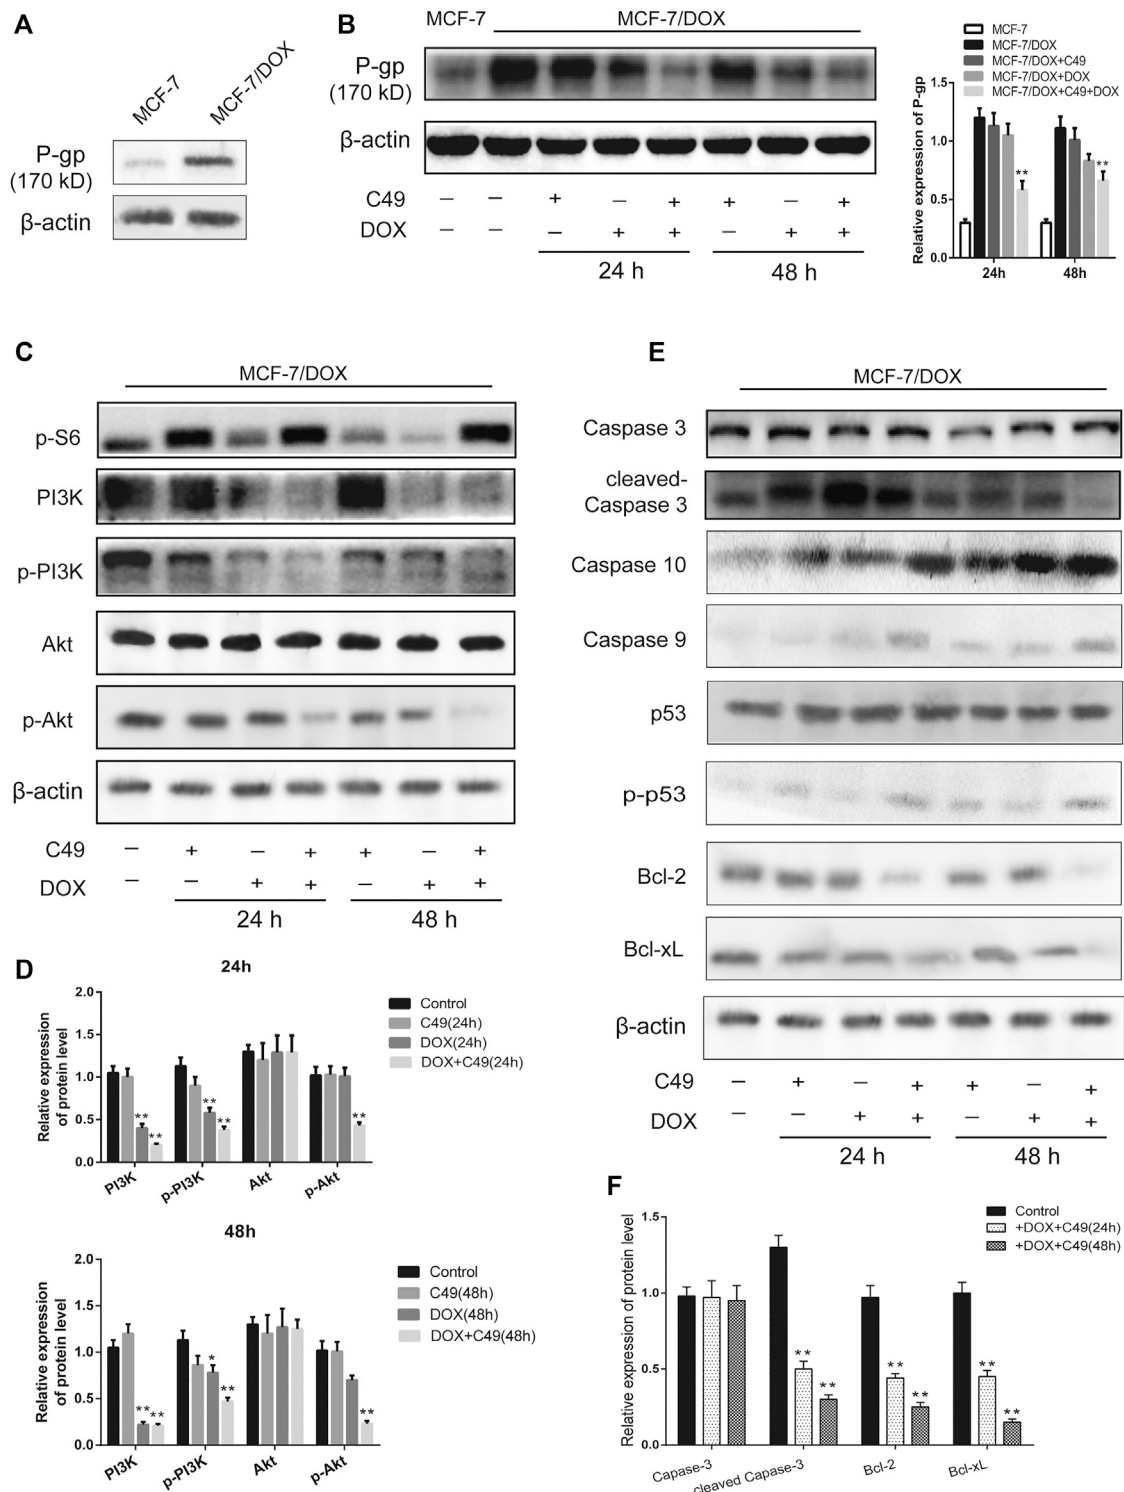 A
MCF-7
MCF-7/DOX
P-gp
(170 kD)
β-actin
B
MCF-7
MCF-7/DOX
P-gp
(170 kD)
β-actin
C49 − − + − + + − +
DOX − − − + + − + +
24 h
48 h
MCF-7
MCF-7/DOX
MCF-7/DOX+C49
MCF-7/DOX+DOX
MCF-7/DOX+C49+DOX
Relative expression of P-gp
1.5
1.0
0.5
0.0
**
**
24h
48h
C
MCF-7/DOX
p-S6
PI3K
p-PI3K
Akt
p-Akt
β-actin
C49 − + − + + − +
DOX − − + + − + +
24 h
48 h
D
24h
Relative expression
of protein level
2.0
1.5
1.0
0.5
0.0
** ** ** ** **
PI3K
p-PI3K
Akt
p-Akt
Control
C49(24h)
DOX(24h)
DOX+C49(24h)
48h
Relative expression
of protein level
2.0
1.5
1.0
0.5
0.0
** ** * ** **
PI3K
p-PI3K
Akt
p-Akt
Control
C49(48h)
DOX(48h)
DOX+C49(48h)
E
MCF-7/DOX
Caspase 3
cleaved-
Caspase 3
Caspase 10
Caspase 9
p53
p-p53
Bcl-2
Bcl-xL
β-actin
C49 − + − + + − +
DOX − − + + − + +
24 h
48 h
F
Relative expression of protein level
1.5
1.0
0.5
0.0
** ** ** ** ** **
Capase-3
cleaved Capase-3
Bcl-2
Bcl-xL
Control
+DOX+C49(24h)
+DOX+C49(48h)